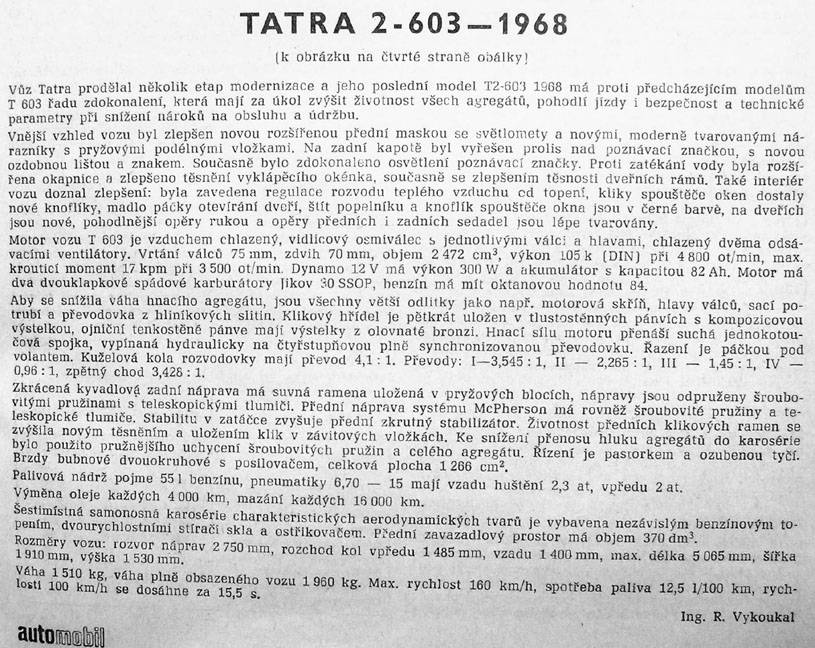 TATRA 2-603—1968
(k obrázku na čtvrté straně obálky)
Vůz Tatra prodělal několik etap modernizace a jeho poslední model T2-603 1968 má proti předcházejícím modelům
T 603 řadu zdokonalení, která mají za úkol zvýšit životnost všech agregátů, pohodlí jízdy i bezpečnost a technické
parametry při snížení nároků na obsluhu a údržbu.
Vnější vzhled vozu byl zlepšen novou rozšířenou přední maskou se světlomety a novými, moderně tvarovanými ná-
razníky s pryžovými podélnými vložkami. Na zadní kapotě byl vyřešen prolis nad poznávací značkou, s novou
ozdobnou lištou a znakem. Současně bylo zdokonaleno osvětlení poznávací značky. Proti zatékání vody byla rozší-
řena okapnice a zlepšeno těsnění vyklápěcího okénka, současně se zlepšením těsnosti dveřních rámů. Také interiér
vozu doznal zlepšení: byla zavedena regulace rozvodu teplého vzduchu od topení, kliky spouštěče oken dostaly
nové knoflíky, madlo páčky otevírání dveří, štít popelníku a knoflík spouštěče okna jsou v černé barvě, na dveřích
jsou nové, pohodlnější opěry rukou a opěry předních i zadních sedadel jsou lépe tvarovány.
Motor vozu T 603 je vzduchem chlazený, vidlicový osmiválec s jednotlivými válci a hlavami, chlazený dvěma odsá-
vacími ventilátory. Vrtání válců 75 mm, zdvih 70 mm, objem 2 472 cm³, výkon 105 k (DIN) při 4 800 ot/min, max.
krouticí moment 17 kpm při 3 500 ot/min. Dynamo 12 V má výkon 300 W a akumulátor s kapacitou 82 Ah. Motor má
dva dvouklapkové spádové karburátory Jikov 30 SSOP, benzín má mít oktanovou hodnotu 84.
Aby se snížila váha hnacího agregátu, jsou všechny větší odlitky jako např. motorová skříň, hlavy válců, sací po-
trubí a převodovka z hliníkových slitin. Klikový hřídel je pětkrát uložen v tlustostěnných pánvích s kompozicovou
výstelkou, ojniční tenkostěné pánve mají výstelky z olovnaté bronzi. Hnací sílu motoru přenáší suchá jednokotou-
čová spojka, vypínaná hydraulicky na čtyřstupňovou plně synchronizovanou převodovku. Řazení je páčkou pod
volantem. Kuželová kola rozvodovky mají převod 4,1 : 1. Převody: I—3,545 : 1, II — 2,265 : 1, III — 1,45 : 1, IV —
0,96 : 1, zpětný chod 3,428 : 1.
Zkrácená kyvadlová zadní náprava má suvná ramena uložená v pryžových blocích, nápravy jsou odpruženy šroubo-
vitými pružinami s teleskopickými tlumiči. Přední náprava systému McPherson má rovněž šroubovité pružiny a te-
leskopické tlumiče. Stabilitu v zatáčce zvyšuje přední zkrutný stabilizátor. Životnost předních klikových ramen se
zvýšila novým těsněním a uložením klik v závitových vložkách. Ke snížení přenosu hluku agregátů do karosérie
bylo použito pružnějšího uchycení šroubovitých pružin a celého agregátu. Řízení je pastorkem a ozubenou tyčí.
Brzdy bubnové dvouokruhové s posilovačem, celková plocha 1 266 cm².
Palivová nádrž pojme 55 l benzínu, pneumatiky 6,70 — 15 mají vzadu huštění 2,3 at, vpředu 2 at.
Výměna oleje každých 4 000 km, mazání každých 16 000 km.
Šestimístná samonosná karosérie charakteristických aerodynamických tvarů je vybavena nezávislým benzínovým to-
pením, dvourychlostními stírači skla a ostřikovačem. Přední zavazadlový prostor má objem 370 dm³.
Rozměry vozu: rozvor náprav 2 750 mm, rozchod kol vpředu 1 485 mm, vzadu 1 400 mm, max. délka 5 065 mm, šířka
1 910 mm, výška 1 530 mm.
Váha 1 510 kg, váha plně obsazeného vozu 1 960 kg. Max. rychlost 160 km/h, spotřeba paliva 12,5 l/100 km, rych-
losti 100 km/h se dosáhne za 15,5 s.
Ing. R. Vykoukal
automobil